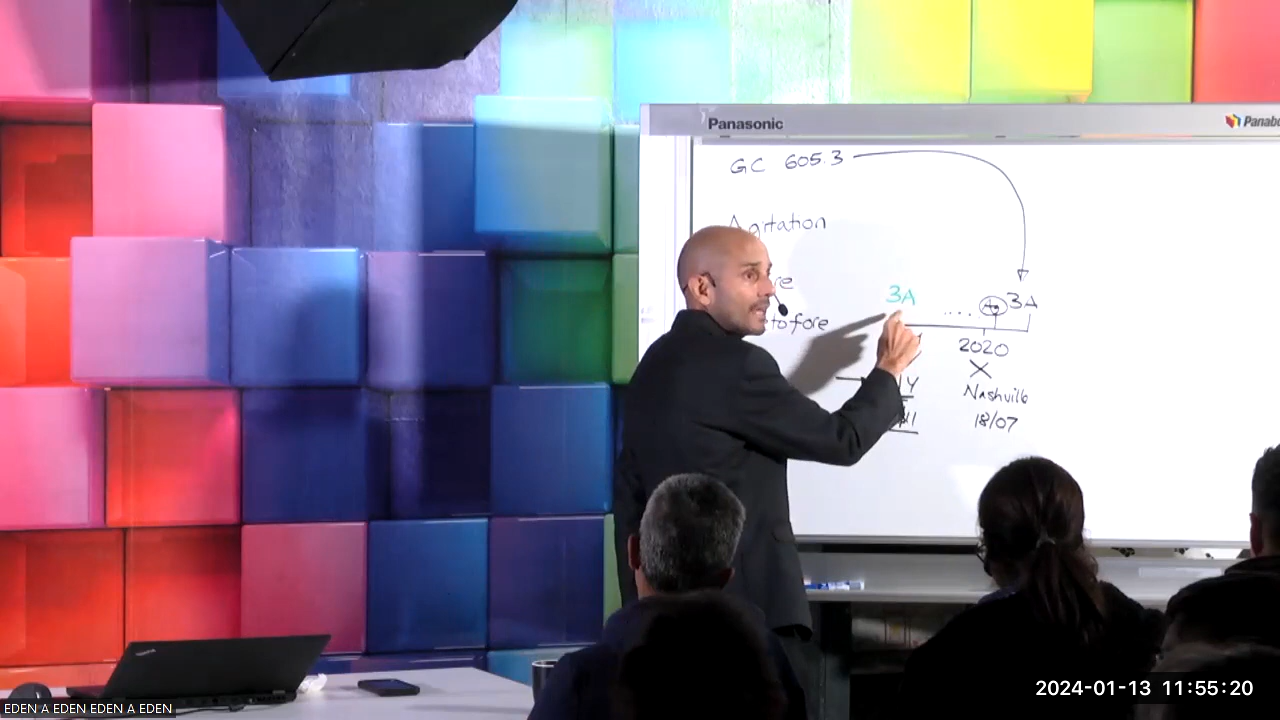 Panasonic
GC 605.3
Agitation
3A
.... 3A
2020
X
Nashville
18/07
EDEN A EDEN EDEN A EDEN
2024-01-13 11:55:20